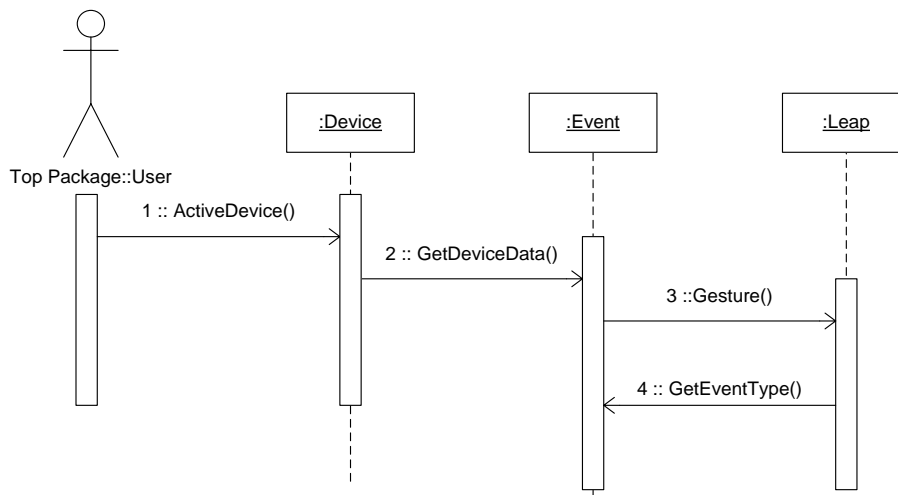 :Device
:Event
:Leap
Top Package::User
1 :: ActiveDevice()
2 :: GetDeviceData()
3 ::Gesture()
4 :: GetEventType()